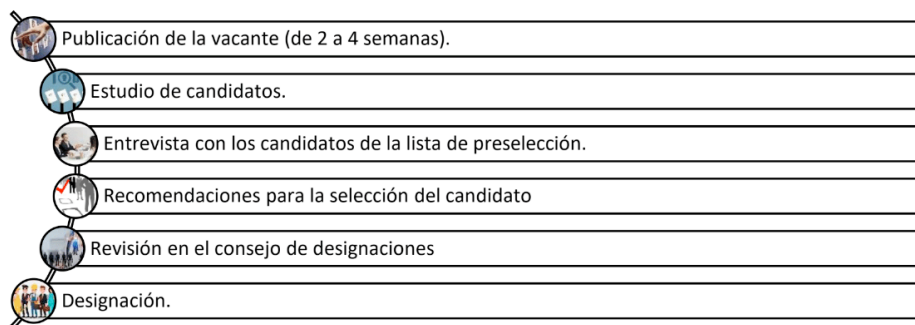 Publicación de la vacante (de 2 a 4 semanas).
Estudio de candidatos.
Entrevista con los candidatos de la lista de preselección.
Recomendaciones para la selección del candidato
Revisión en el consejo de designaciones
Designación.